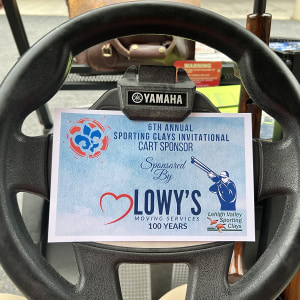 WARNING
YAMAHA
6TH ANNUAL
SPORTING CLAYS INVITATIONAL
CART SPONSOR
Sponsored
By
LOWY'S
MOVING SERVICES
100 YEARS
Lehigh Valley
Sporting
Clays